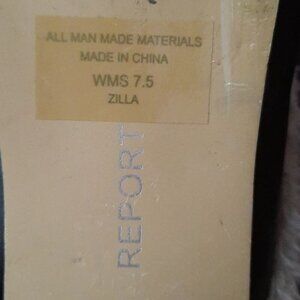 ALL MAN MADE MATERIALS
MADE IN CHINA
WMS 7.5
ZILLA
REPORT